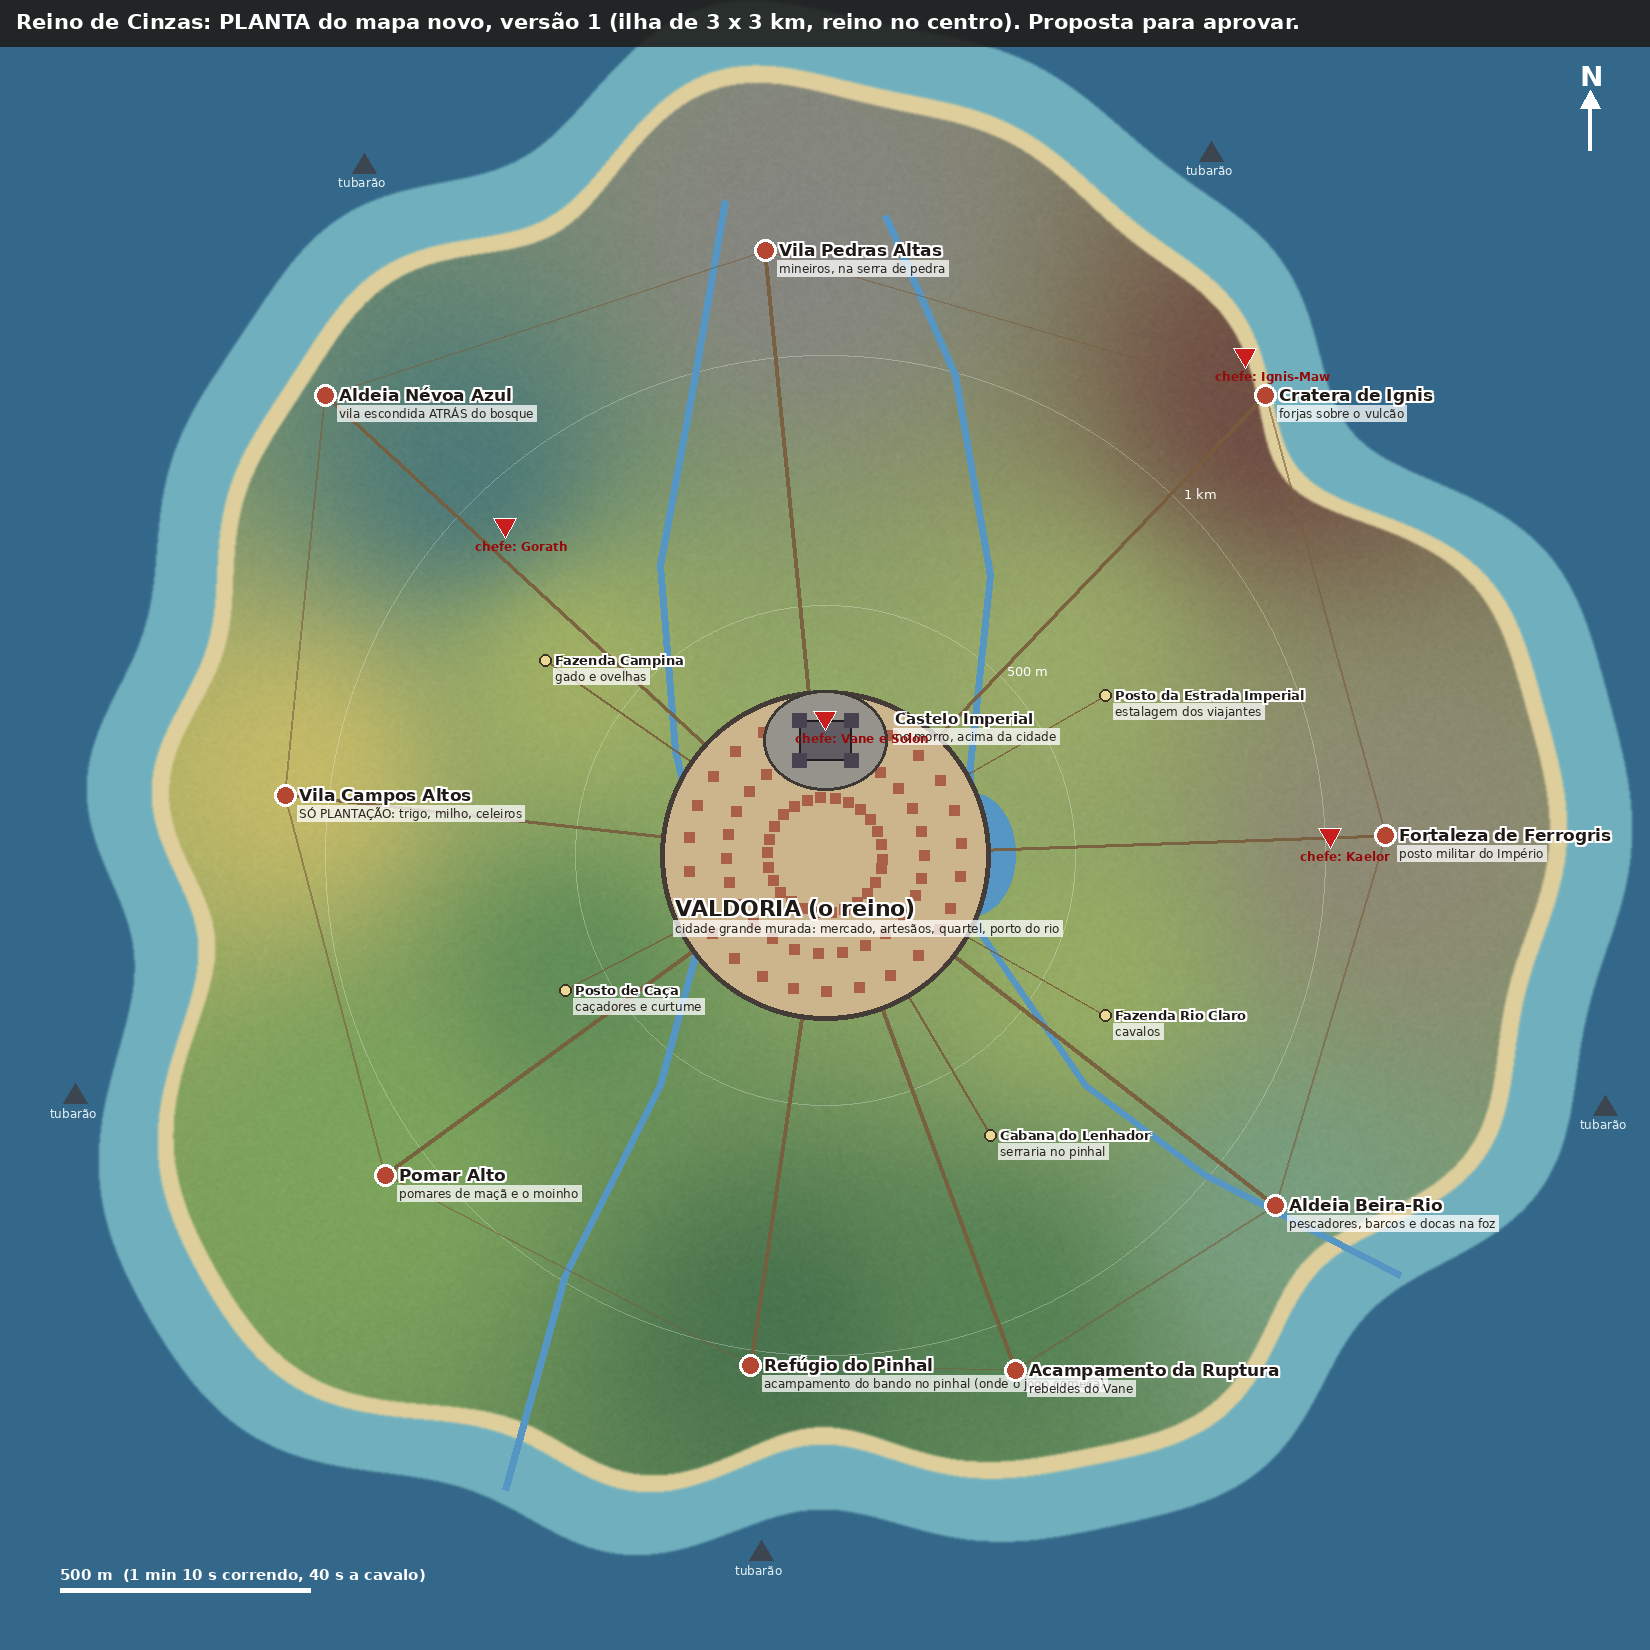 Reino de Cinzas: PLANTA do mapa novo, versão 1 (ilha de 3 x 3 km, reino no centro). Proposta para aprovar.
N
tubarão
tubarão
Vila Pedras Altas
mineiros, na serra de pedra
chefe: Ignis-Maw
Aldeia Névoa Azul
vila escondida ATRÁS do bosque
Cratera de Ignis
forjas sobre o vulcão
1 km
chefe: Gorath
Fazenda Campina
gado e ovelhas
500 m
Posto da Estrada Imperial
estalagem dos viajantes
Castelo Imperial
no morro, acima da cidade
chefe: Vane e Solon
Vila Campos Altos
SÓ PLANTAÇÃO: trigo, milho, celeiros
Fortaleza de Ferrogris
posto militar do Império
chefe: Kaelor
VALDORIA (o reino)
cidade grande murada: mercado, artesãos, quartel, porto do rio
Posto de Caça
caçadores e curtume
Fazenda Rio Claro
cavalos
tubarão
tubarão
Cabana do Lenhador
serraria no pinhal
Pomar Alto
pomares de maçã e o moinho
Aldeia Beira-Rio
pescadores, barcos e docas na foz
Refúgio do Pinhal
acampamento do bando no pinhal (onde o
Acampamento da Ruptura
rebeldes do Vane
tubarão
500 m (1 min 10 s correndo, 40 s a cavalo)